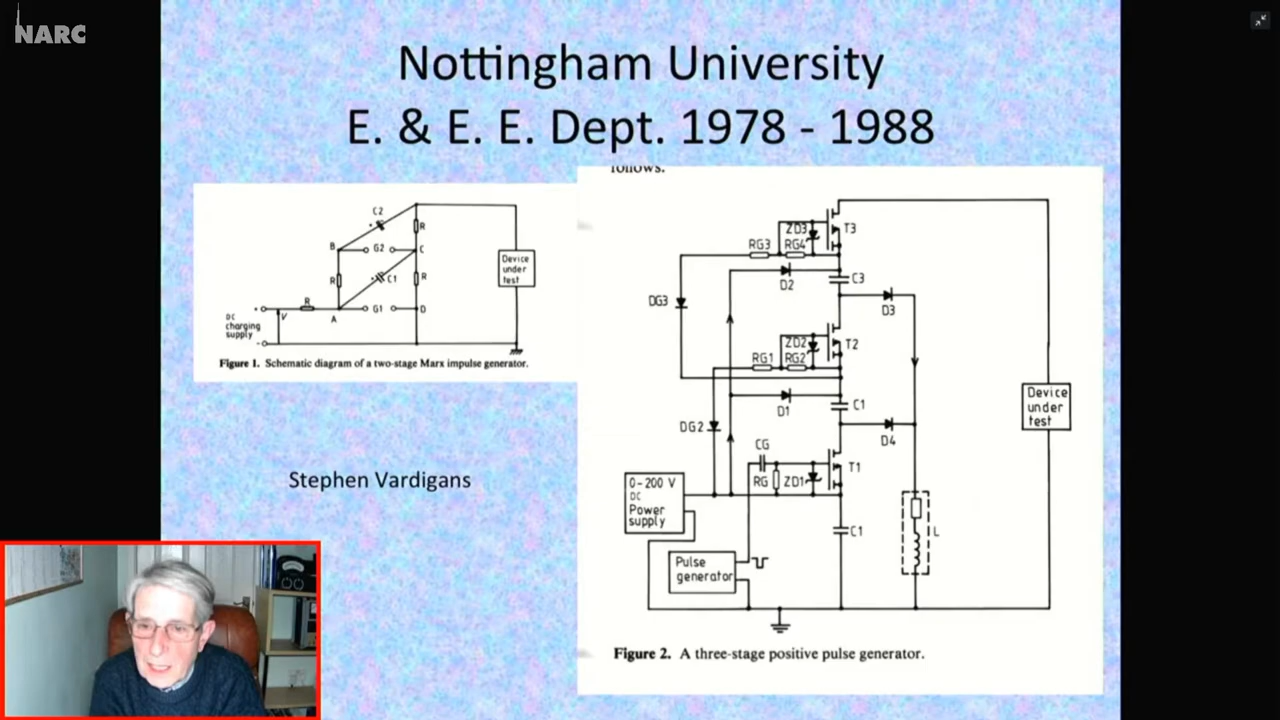 NARC
Nottingham University
E. & E. E. Dept. 1978 - 1988
follows.
C2
R
B
G2
C
R
C1
R
R
V
A
G1
D
DC
charging
supply
Device
under
test
Figure 1. Schematic diagram of a two-stage Marx impulse generator.
Stephen Vardigans
ZD3
T3
RG3
RG4
D2
C3
DG3
D3
ZD2
T2
RG1
RG2
D1
C1
DG2
D4
CG
T1
RG
ZD1
0-200 V
DC
Power
supply
C1
L
Pulse
generator
Device
under
test
Figure 2. A three-stage positive pulse generator.